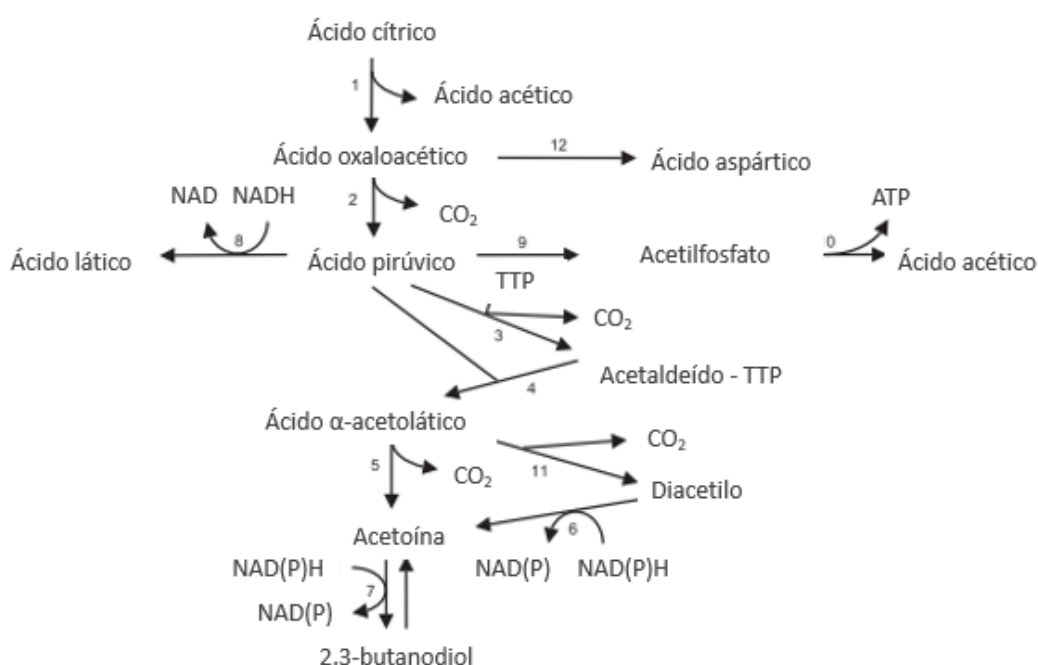 Ácido cítrico
1
Ácido acético
Ácido oxaloacético
12
Ácido aspártico
NAD NADH
2
CO₂
ATP
8
9
0
Ácido lático
Ácido pirúvico
Acetilfosfato
Ácido acético
TTP
CO₂
3
Acetaldeído - TTP
4
Ácido α-acetolático
CO₂
5
CO₂
11
Diacetilo
Acetoína
6
NAD(P)H
NAD(P)
NAD(P)H
7
NAD(P)
2,3-butanodiol